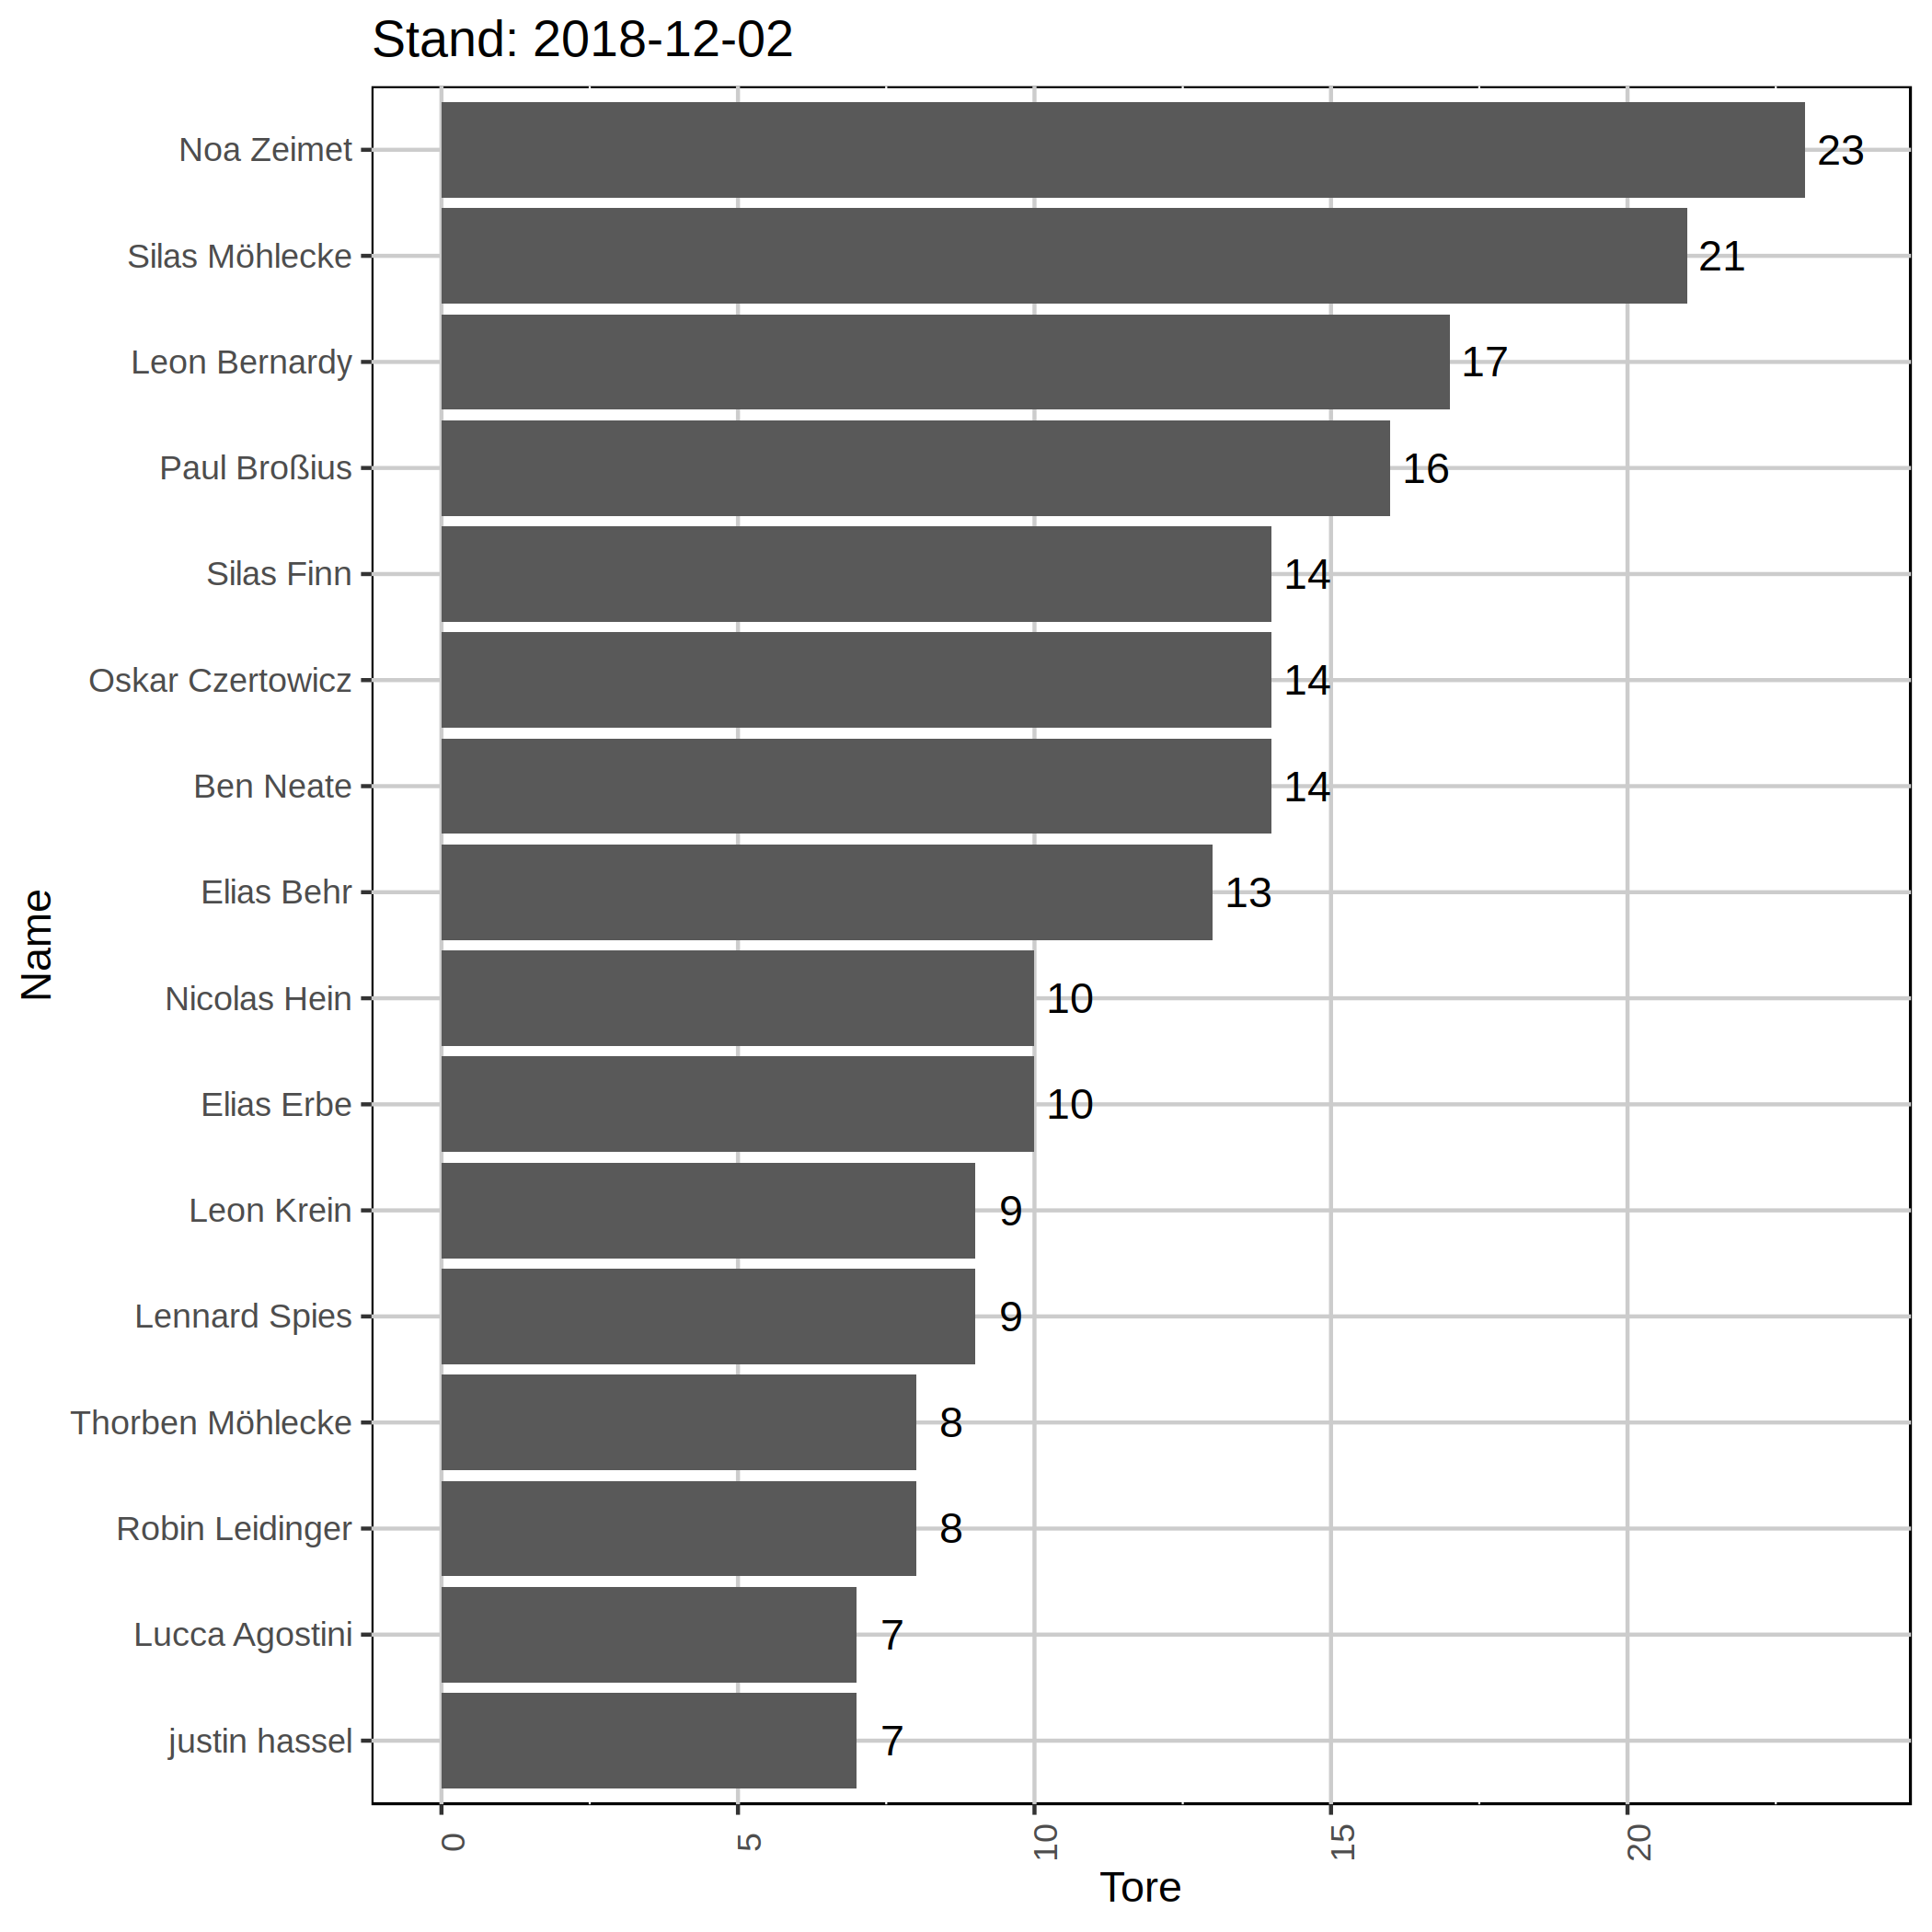 Stand: 2018-12-02
Noa Zeimet 23
Silas Möhlecke 21
Leon Bernardy 17
Paul Broßius 16
Silas Finn 14
Oskar Czertowicz 14
Ben Neate 14
Elias Behr 13
Nicolas Hein 10
Elias Erbe 10
Leon Krein 9
Lennard Spies 9
Thorben Möhlecke 8
Robin Leidinger 8
Lucca Agostini 7
justin hassel 7
Name
0 5 10 15 20
Tore